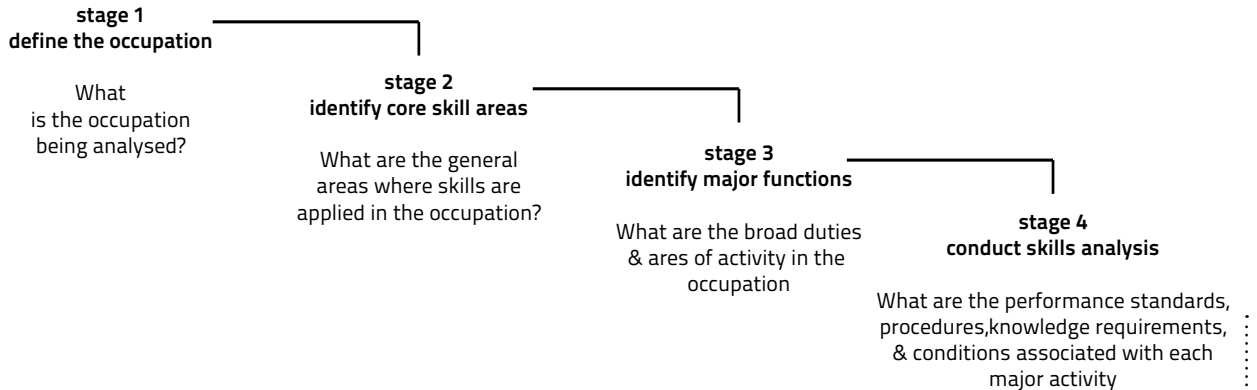 stage 1
define the occupation
What
is the occupation
being analysed?
stage 2
identify core skill areas
What are the general
areas where skills are
applied in the occupation?
stage 3
identify major functions
What are the broad duties
& ares of activity in the
occupation
stage 4
conduct skills analysis
What are the performance standards,
procedures,knowledge requirements,
& conditions associated with each
major activity